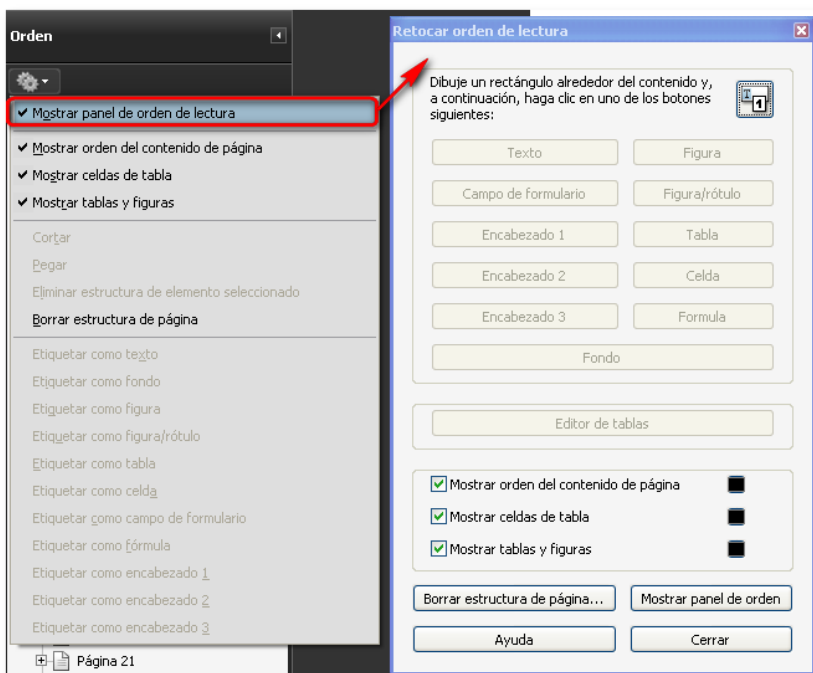 Orden
Mostrar panel de orden de lectura
Mostrar orden del contenido de página
Mostrar celdas de tabla
Mostrar tablas y figuras
Cortar
Pegar
Eliminar estructura de elemento seleccionado
Borrar estructura de página
Etiquetar como texto
Etiquetar como fondo
Etiquetar como figura
Etiquetar como figura/rótulo
Etiquetar como tabla
Etiquetar como celda
Etiquetar como campo de formulario
Etiquetar como fórmula
Etiquetar como encabezado 1
Etiquetar como encabezado 2
Etiquetar como encabezado 3
Página 21
Retocar orden de lectura
Dibuje un rectángulo alrededor del contenido y,
a continuación, haga clic en uno de los botones
siguientes:
Texto
Figura
Campo de formulario
Figura/rótulo
Encabezado 1
Tabla
Encabezado 2
Celda
Encabezado 3
Formula
Fondo
Editor de tablas
Mostrar orden del contenido de página
Mostrar celdas de tabla
Mostrar tablas y figuras
Borrar estructura de página...
Mostrar panel de orden
Ayuda
Cerrar